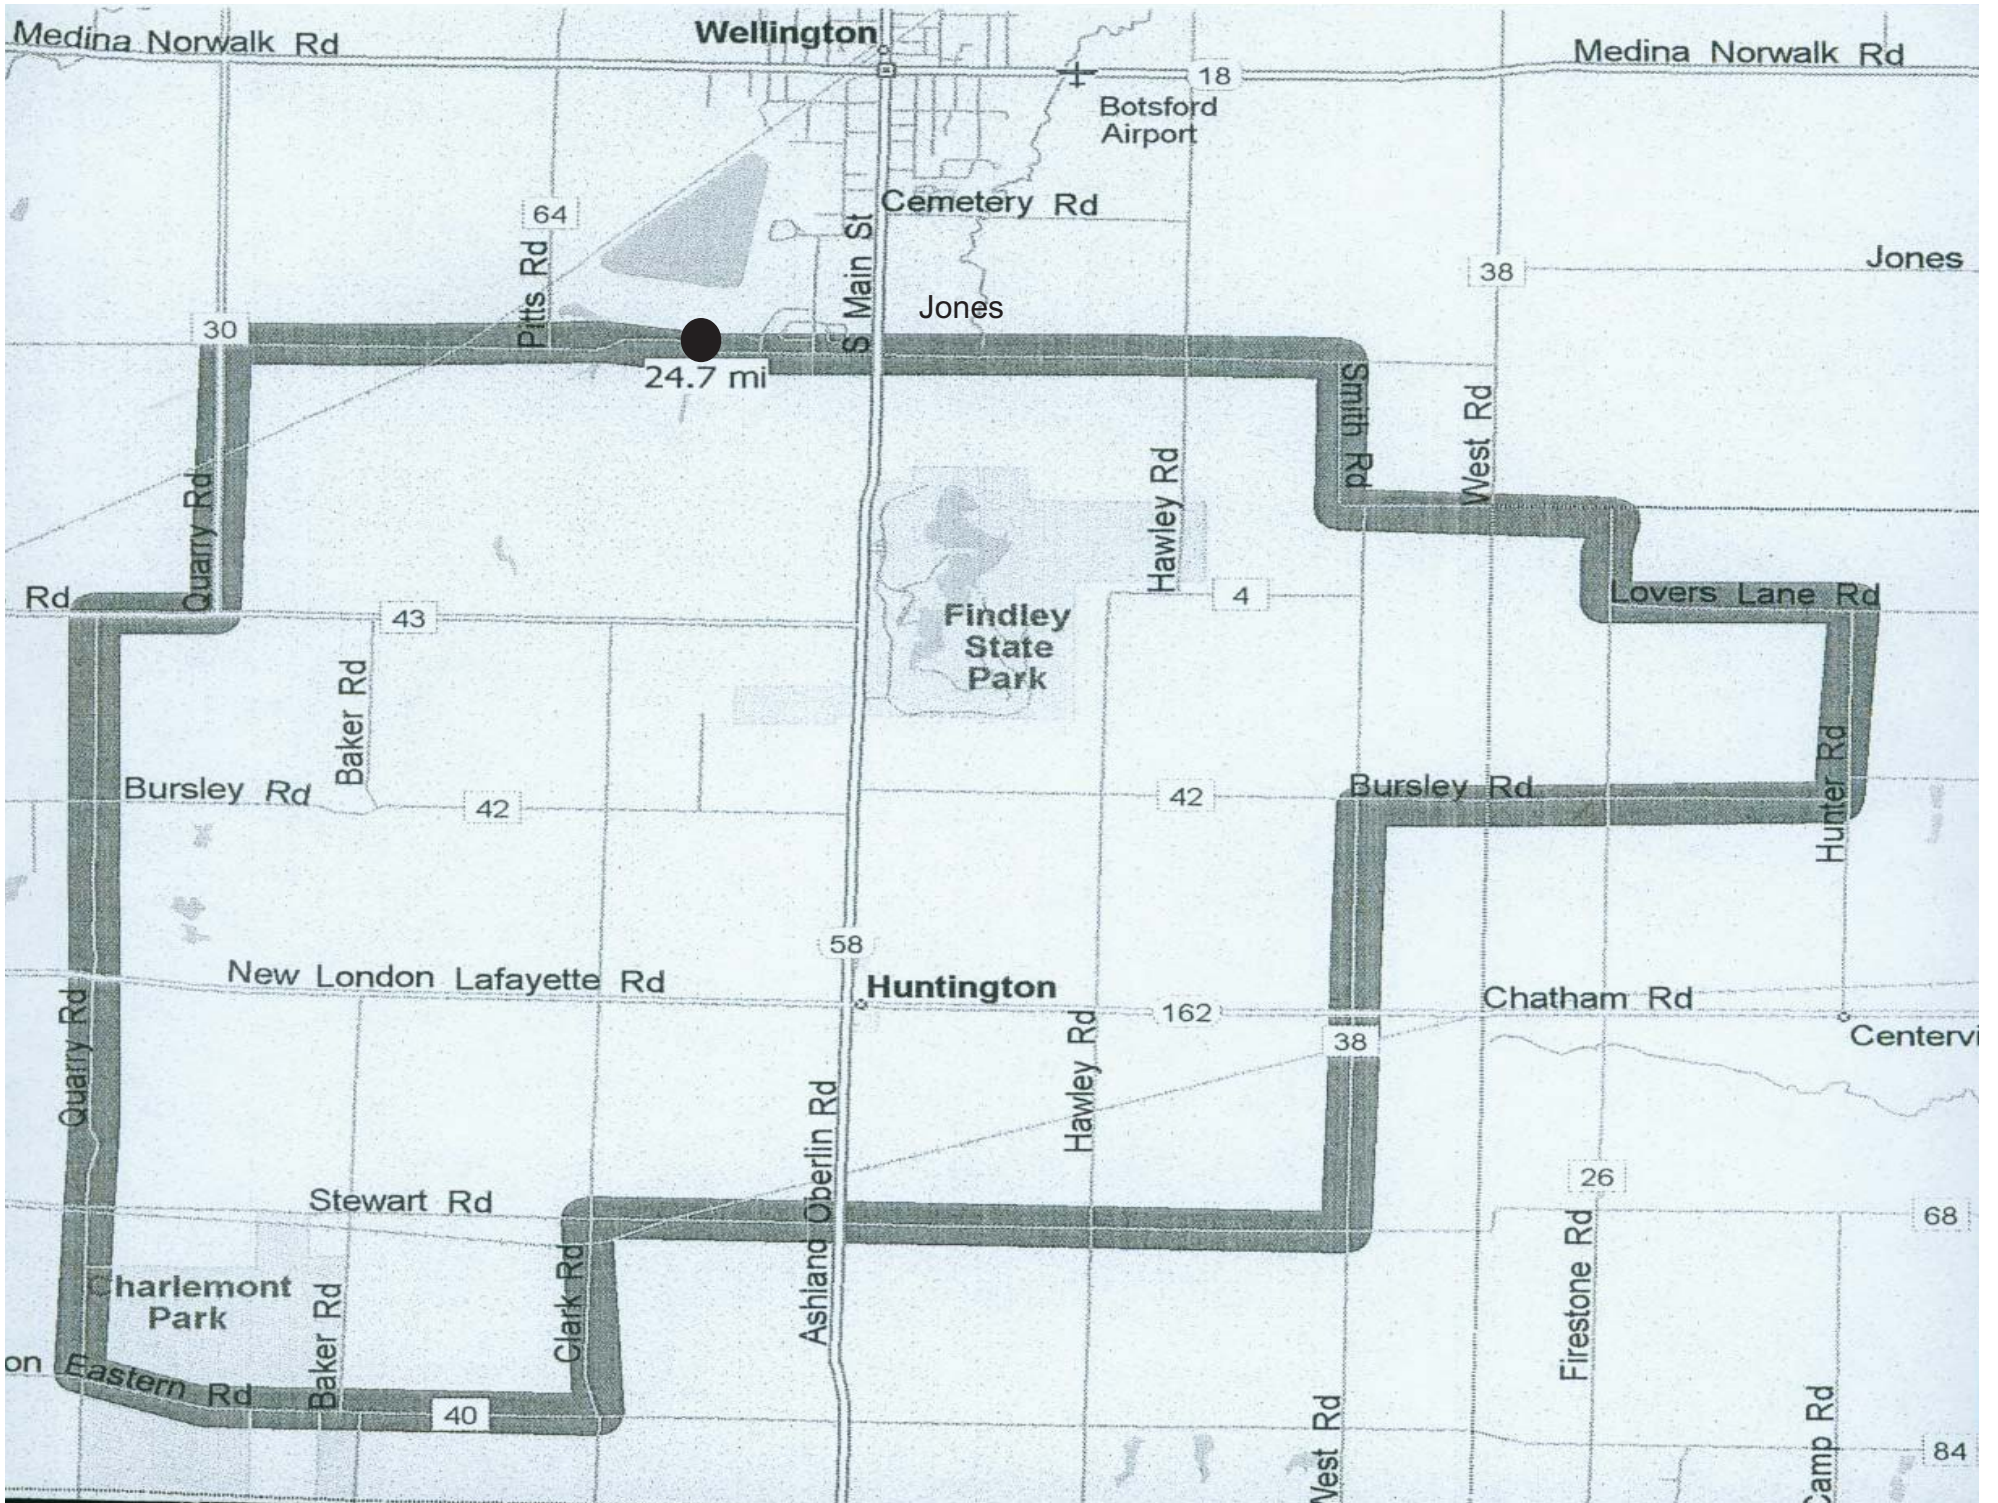 Medina Norwalk Rd
Wellington
Medina Norwalk Rd
18
Botsford
Airport
64
Cemetery Rd
Pitts Rd
S Main St
38
Jones
Jones
30
24.7 mi
Smith Rd
West Rd
Quarry Rd
Hawley Rd
Rd
43
4
Lovers Lane Rd
Findley
State
Park
Baker Rd
Bursley Rd
42
42
Bursley Rd
Hunter Rd
58
New London Lafayette Rd
Huntington
162
Chatham Rd
Quarry Rd
Hawley Rd
38
Centervi
Ashland Oberlin Rd
Stewart Rd
26
68
Charlemont
Park
Baker Rd
Clark Rd
Firestone Rd
on Eastern Rd
40
West Rd
Camp Rd
84